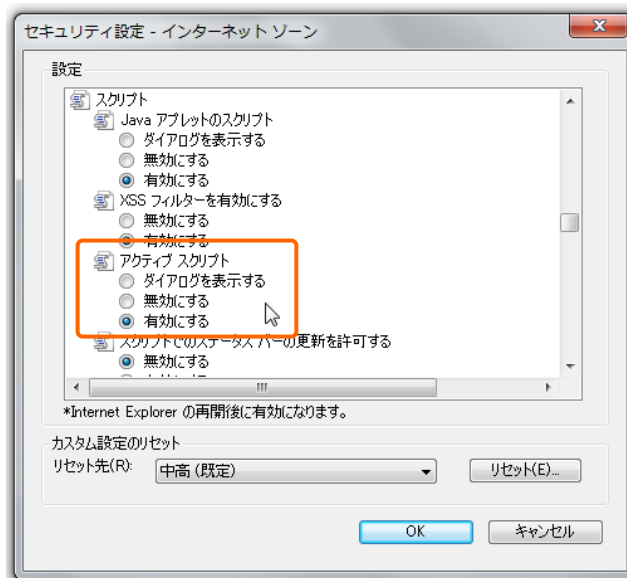 セキュリティ設定 - インターネット ゾーン
設定
スクリプト
Java アプレットのスクリプト
ダイアログを表示する
無効にする
有効にする
XSS フィルターを有効にする
無効にする
有効にする
アクティブ スクリプト
ダイアログを表示する
無効にする
有効にする
スクリプトでのステータス バーの更新を許可する
無効にする
*Internet Explorer の再開後に有効になります。
カスタム設定のリセット
リセット先(R): 中高 (既定) リセット(E)...
OK キャンセル